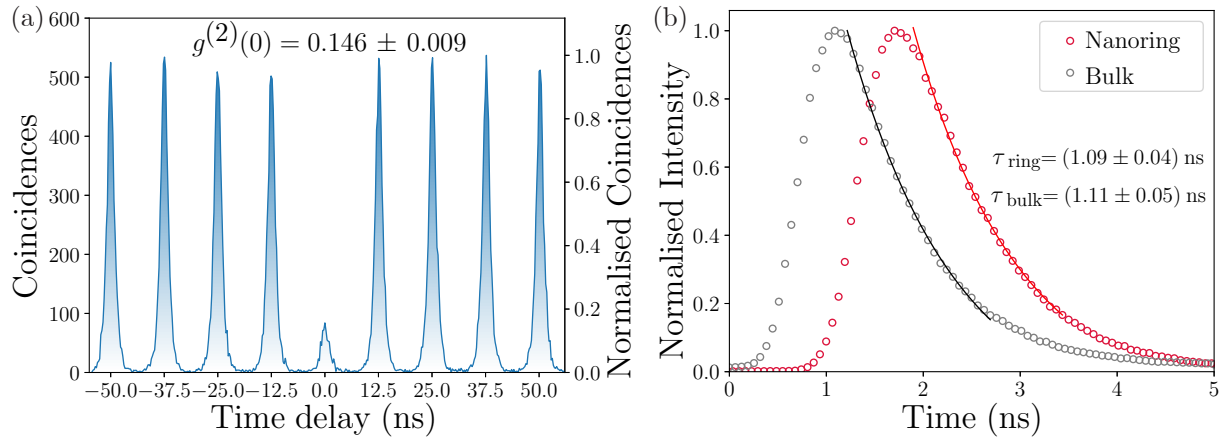 (a)
g(2)(0) = 0.146 ± 0.009
Coincidences
600
500
400
300
200
100
0
Normalised Coincidences
1.0
0.8
0.6
0.4
0.2
0.0
−50.0 −37.5 −25.0 −12.5 0.0 12.5 25.0 37.5 50.0
Time delay (ns)
(b)
Normalised Intensity
1.0
0.8
0.6
0.4
0.2
0.0
Nanoring
Bulk
τ ring= (1.09 ± 0.04) ns
τ bulk= (1.11 ± 0.05) ns
0 1 2 3 4 5
Time (ns)